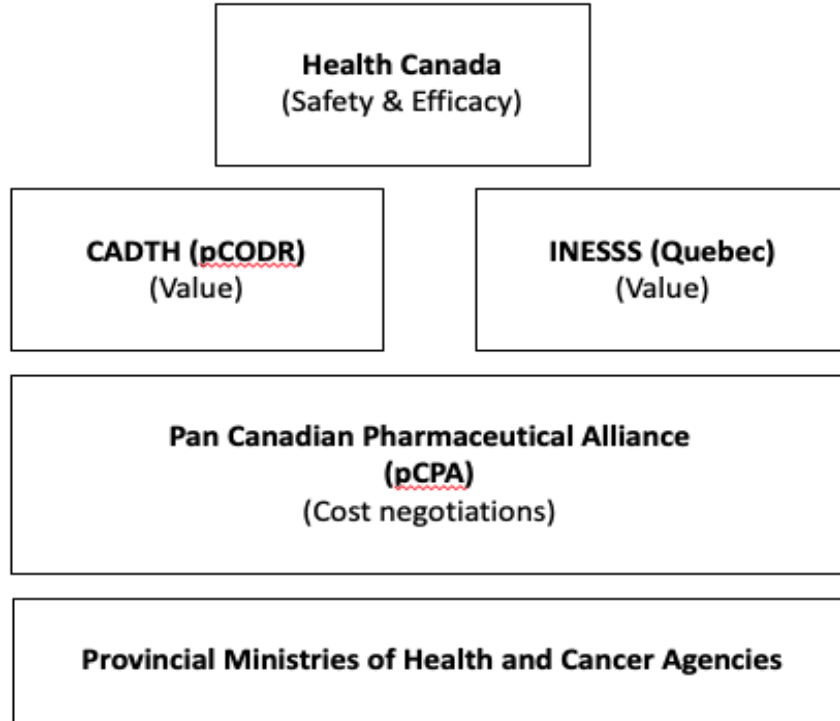 Health Canada
(Safety & Efficacy)
CADTH (pCODR)
(Value)
INESSS (Quebec)
(Value)
Pan Canadian Pharmaceutical Alliance
(pCPA)
(Cost negotiations)
Provincial Ministries of Health and Cancer Agencies